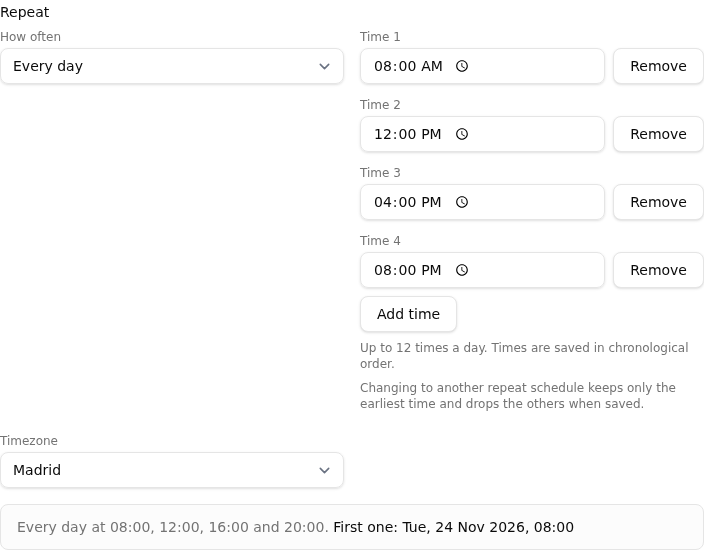 Repeat
How often
Every day
Time 1
08:00 AM
Remove
Time 2
12:00 PM
Remove
Time 3
04:00 PM
Remove
Time 4
08:00 PM
Remove
Add time
Up to 12 times a day. Times are saved in chronological
order.
Changing to another repeat schedule keeps only the
earliest time and drops the others when saved.
Timezone
Madrid
Every day at 08:00, 12:00, 16:00 and 20:00. First one: Tue, 24 Nov 2026, 08:00